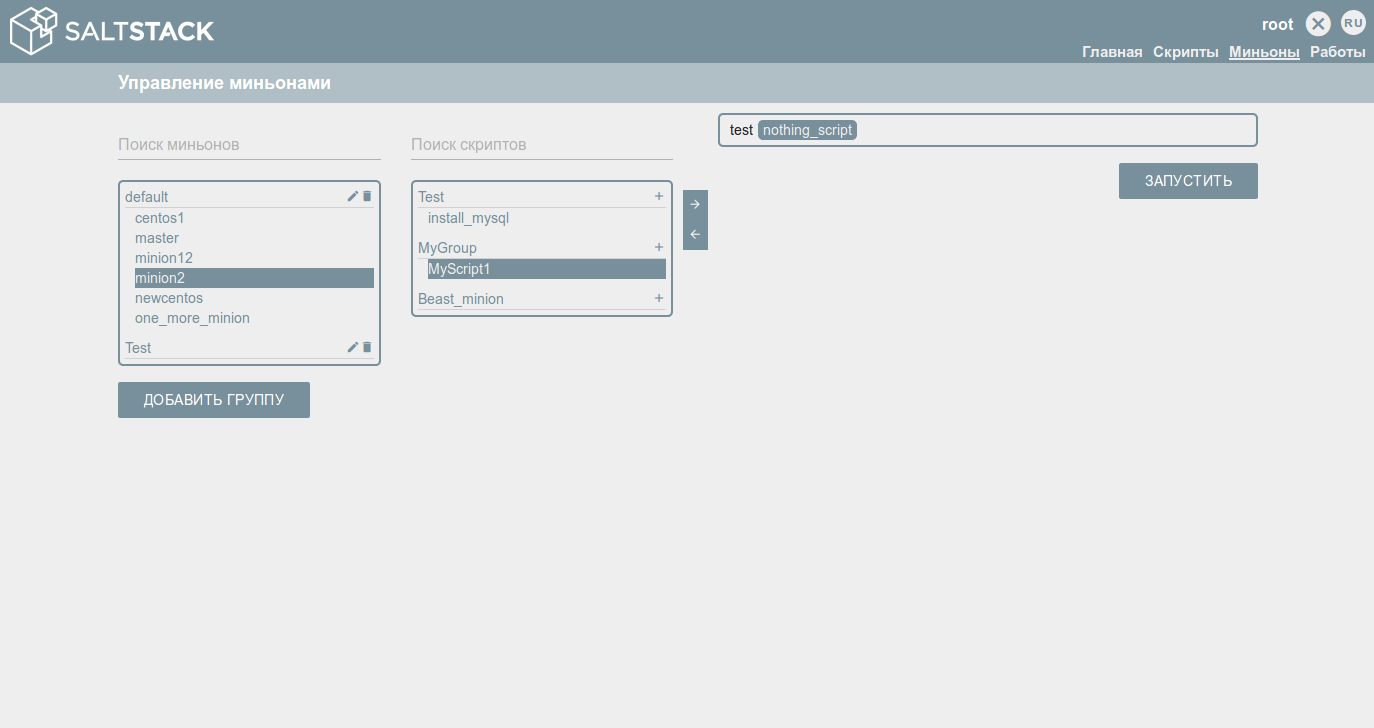 SALTSTACK
root
RU
Главная Скрипты Миньоны Работы
Управление миньонами
Поиск миньонов
default
centos1
master
minion12
minion2
newcentos
one_more_minion
Test
ДОБАВИТЬ ГРУППУ
Поиск скриптов
Test
install_mysql
MyGroup
MyScript1
Beast_minion
test nothing_script
ЗАПУСТИТЬ